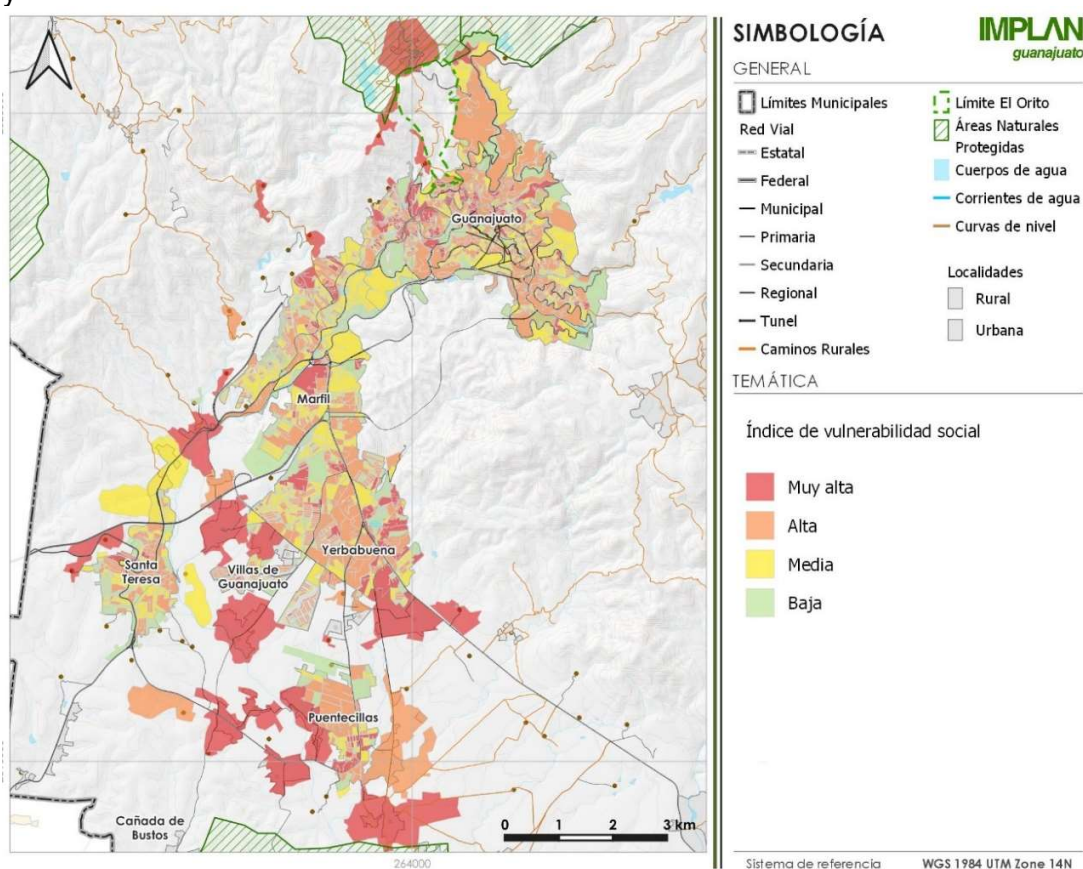 y
Guanajuato
Marfil
Santa
Teresa
Villas de
Guanajuato
Yerbabuena
Puentecillas
Cañada de
Bustos
0 1 2 3 km
264000
SIMBOLOGÍA
IMPLAN
guanajuato
GENERAL
Límites Municipales
Red Vial
Estatal
Federal
Municipal
Primaria
Secundaria
Regional
Tunel
Caminos Rurales
Límite El Orito
Áreas Naturales
Protegidas
Cuerpos de agua
Corrientes de agua
Curvas de nivel
Localidades
Rural
Urbana
TEMÁTICA
Índice de vulnerabilidad social
Muy alta
Alta
Media
Baja
Sistema de referencia WGS 1984 UTM Zone 14N